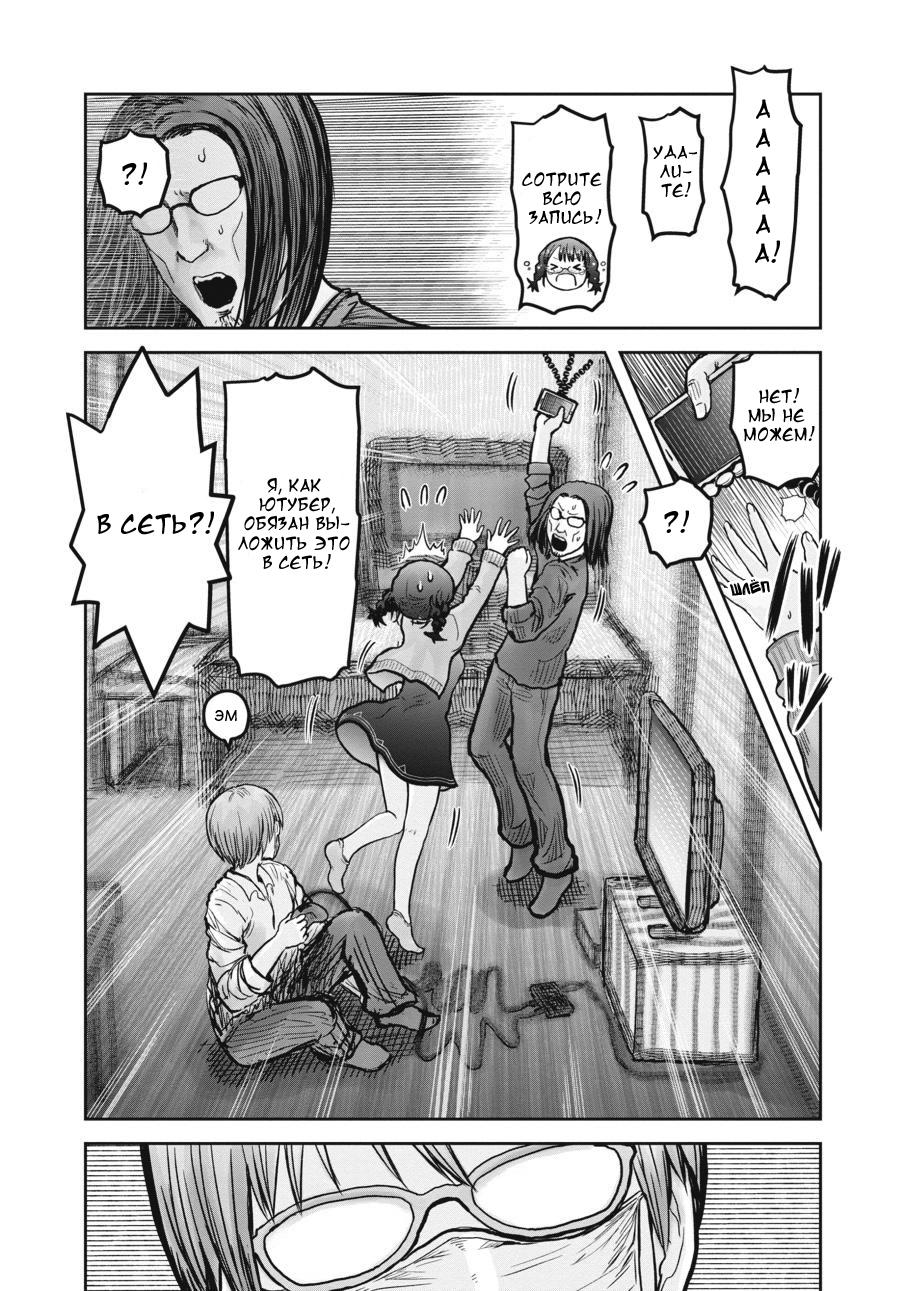 А
А
А
А
А
А!
УДА-
ЛИ-
ТЕ!
СОТРИТЕ
ВСЮ
ЗАПИСЬ!
?!
НЕТ!
МЫ НЕ
МОЖЕМ!
?!
ШЛЁП
Я, КАК
ЮТУБЕР,
ОБЯЗАН ВЫ-
ЛОЖИТЬ ЭТО
В СЕТЬ!
В СЕТЬ?!
ЭМ